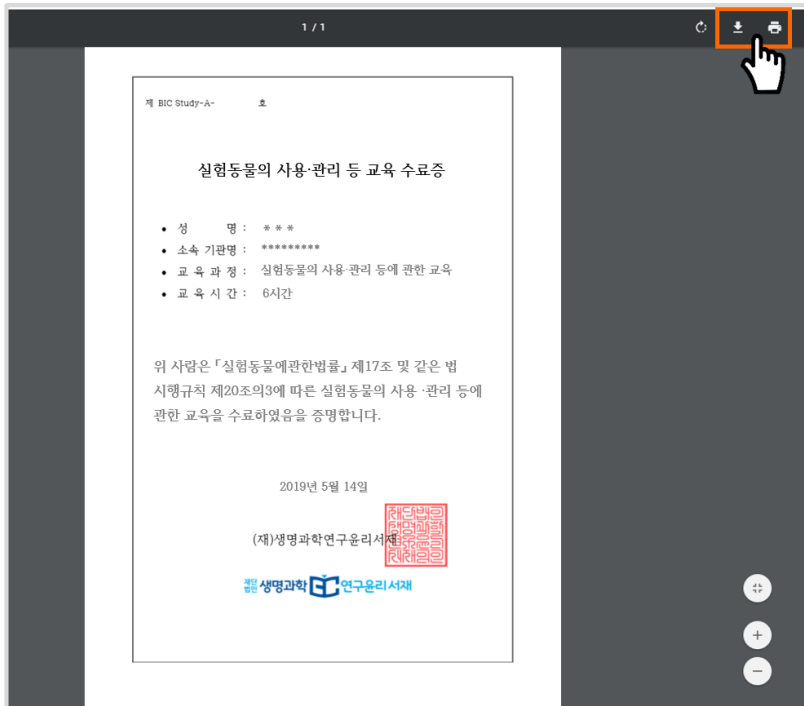 1 / 1
제 BIC Study-A- 호
실험동물의 사용·관리 등 교육 수료증
• 성 명 : * * *
• 소속 기관명 : *********
• 교 육 과 정 : 실험동물의 사용·관리 등에 관한 교육
• 교 육 시 간 : 6시간
위 사람은 「실험동물에관한법률」 제17조 및 같은 법
시행규칙 제20조의3에 따른 실험동물의 사용 ·관리 등에
관한 교육을 수료하였음을 증명합니다.
2019년 5월 14일
(재)생명과학연구윤리서재
재단법인 생명과학 연구윤리서재